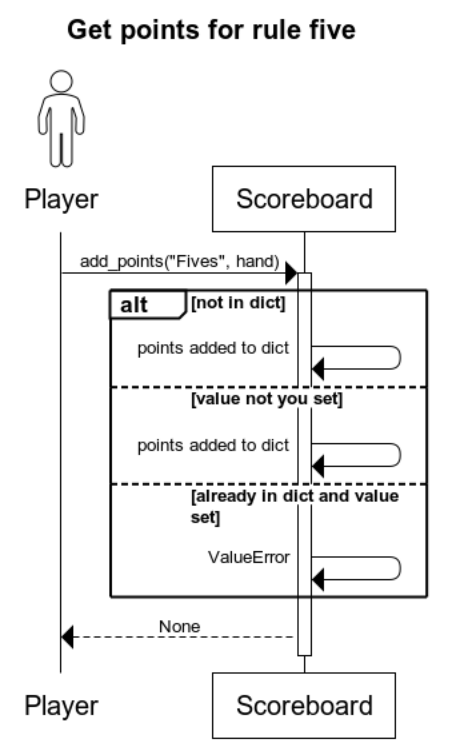 Get points for rule five
Player
Scoreboard
add_points("Fives", hand)
alt
[not in dict]
points added to dict
[value not you set]
points added to dict
[already in dict and value
set]
ValueError
None
Player
Scoreboard